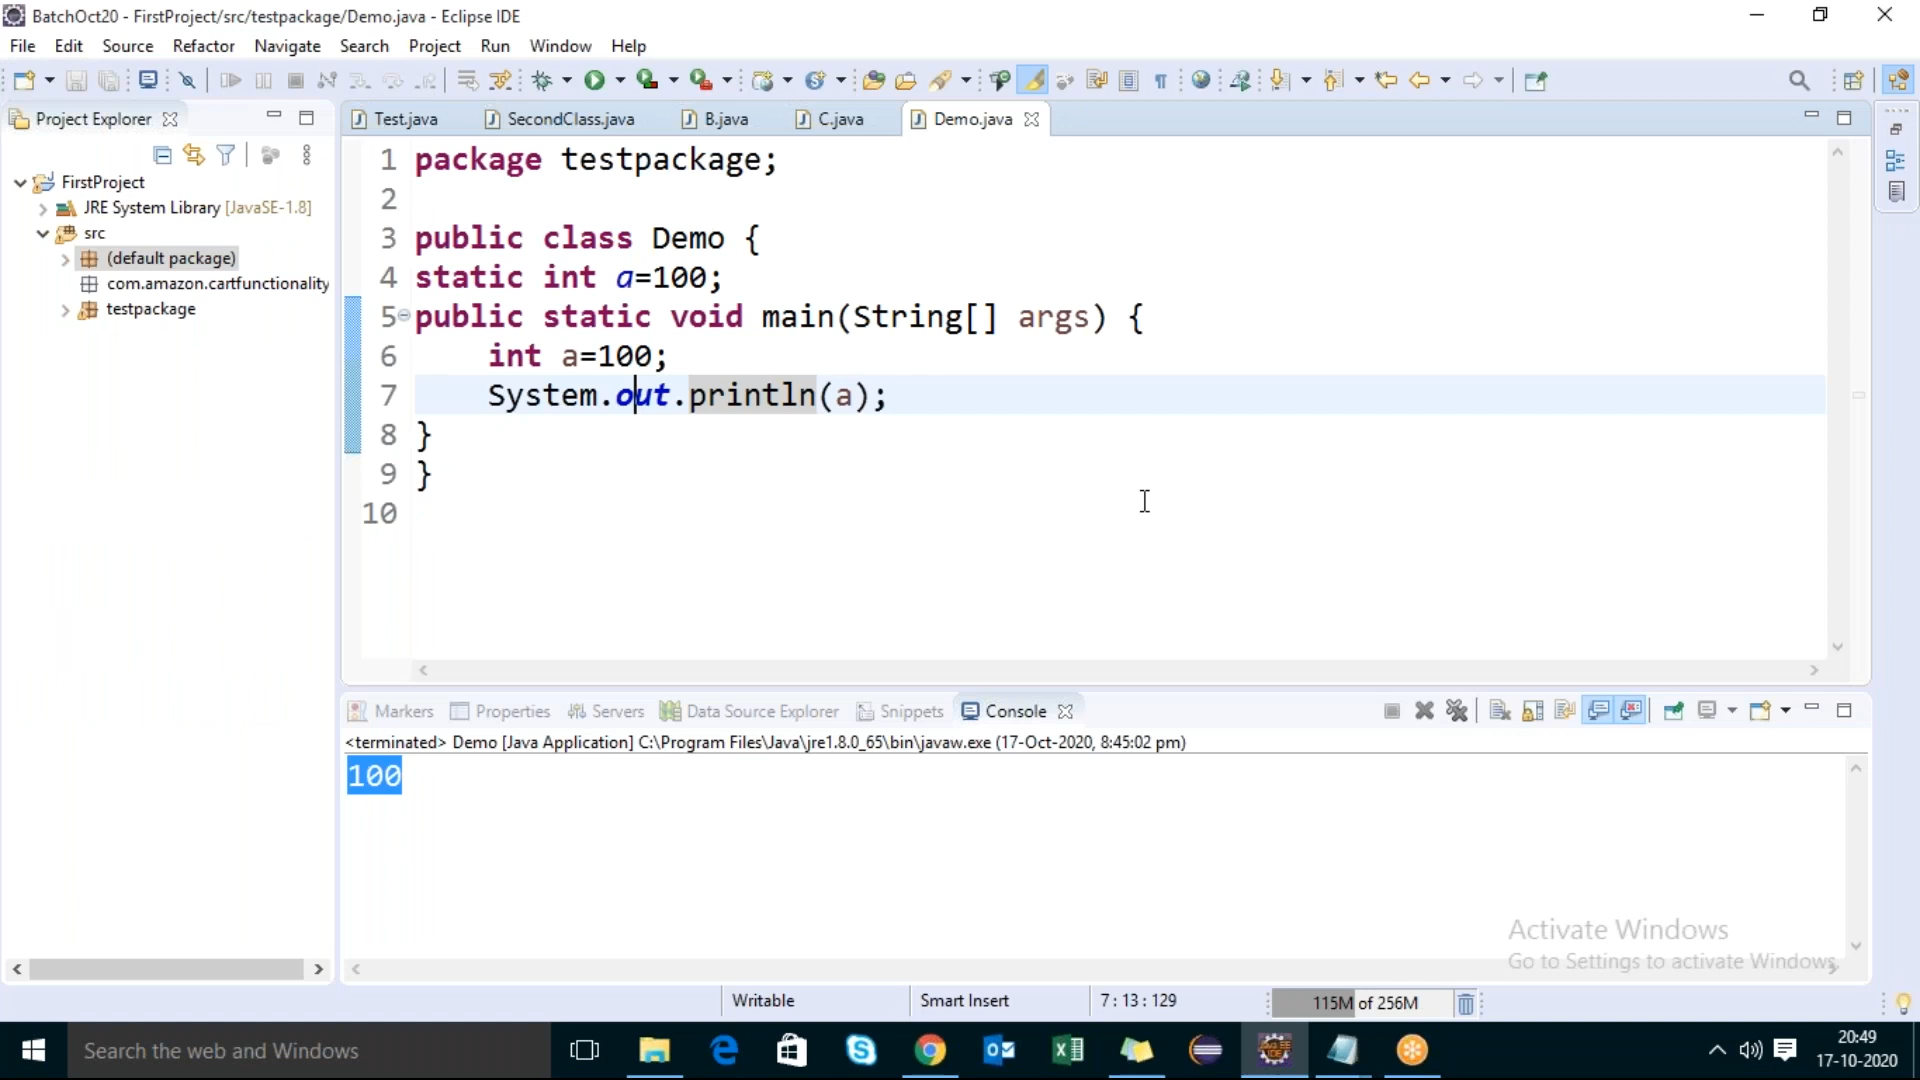 BatchOct20 - FirstProject/src/testpackage/Demo.java - Eclipse IDE
File Edit Source Refactor Navigate Search Project Run Window Help
Project Explorer
Test.java SecondClass.java B.java C.java Demo.java
FirstProject
JRE System Library [JavaSE-1.8]
src
(default package)
com.amazon.cartfunctionality
testpackage
1 package testpackage;
2
3 public class Demo {
4 static int a=100;
5 public static void main(String[] args) {
6 int a=100;
7 System.out.println(a);
8 }
9 }
10
Markers Properties Servers Data Source Explorer Snippets Console
<terminated> Demo [Java Application] C:\Program Files\Java\jre1.8.0_65\bin\javaw.exe (17-Oct-2020, 8:45:02 pm)
100
Activate Windows
Go to Settings to activate Windows.
Writable Smart Insert 7 : 13 : 129 115M of 256M
Search the web and Windows
20:49
17-10-2020